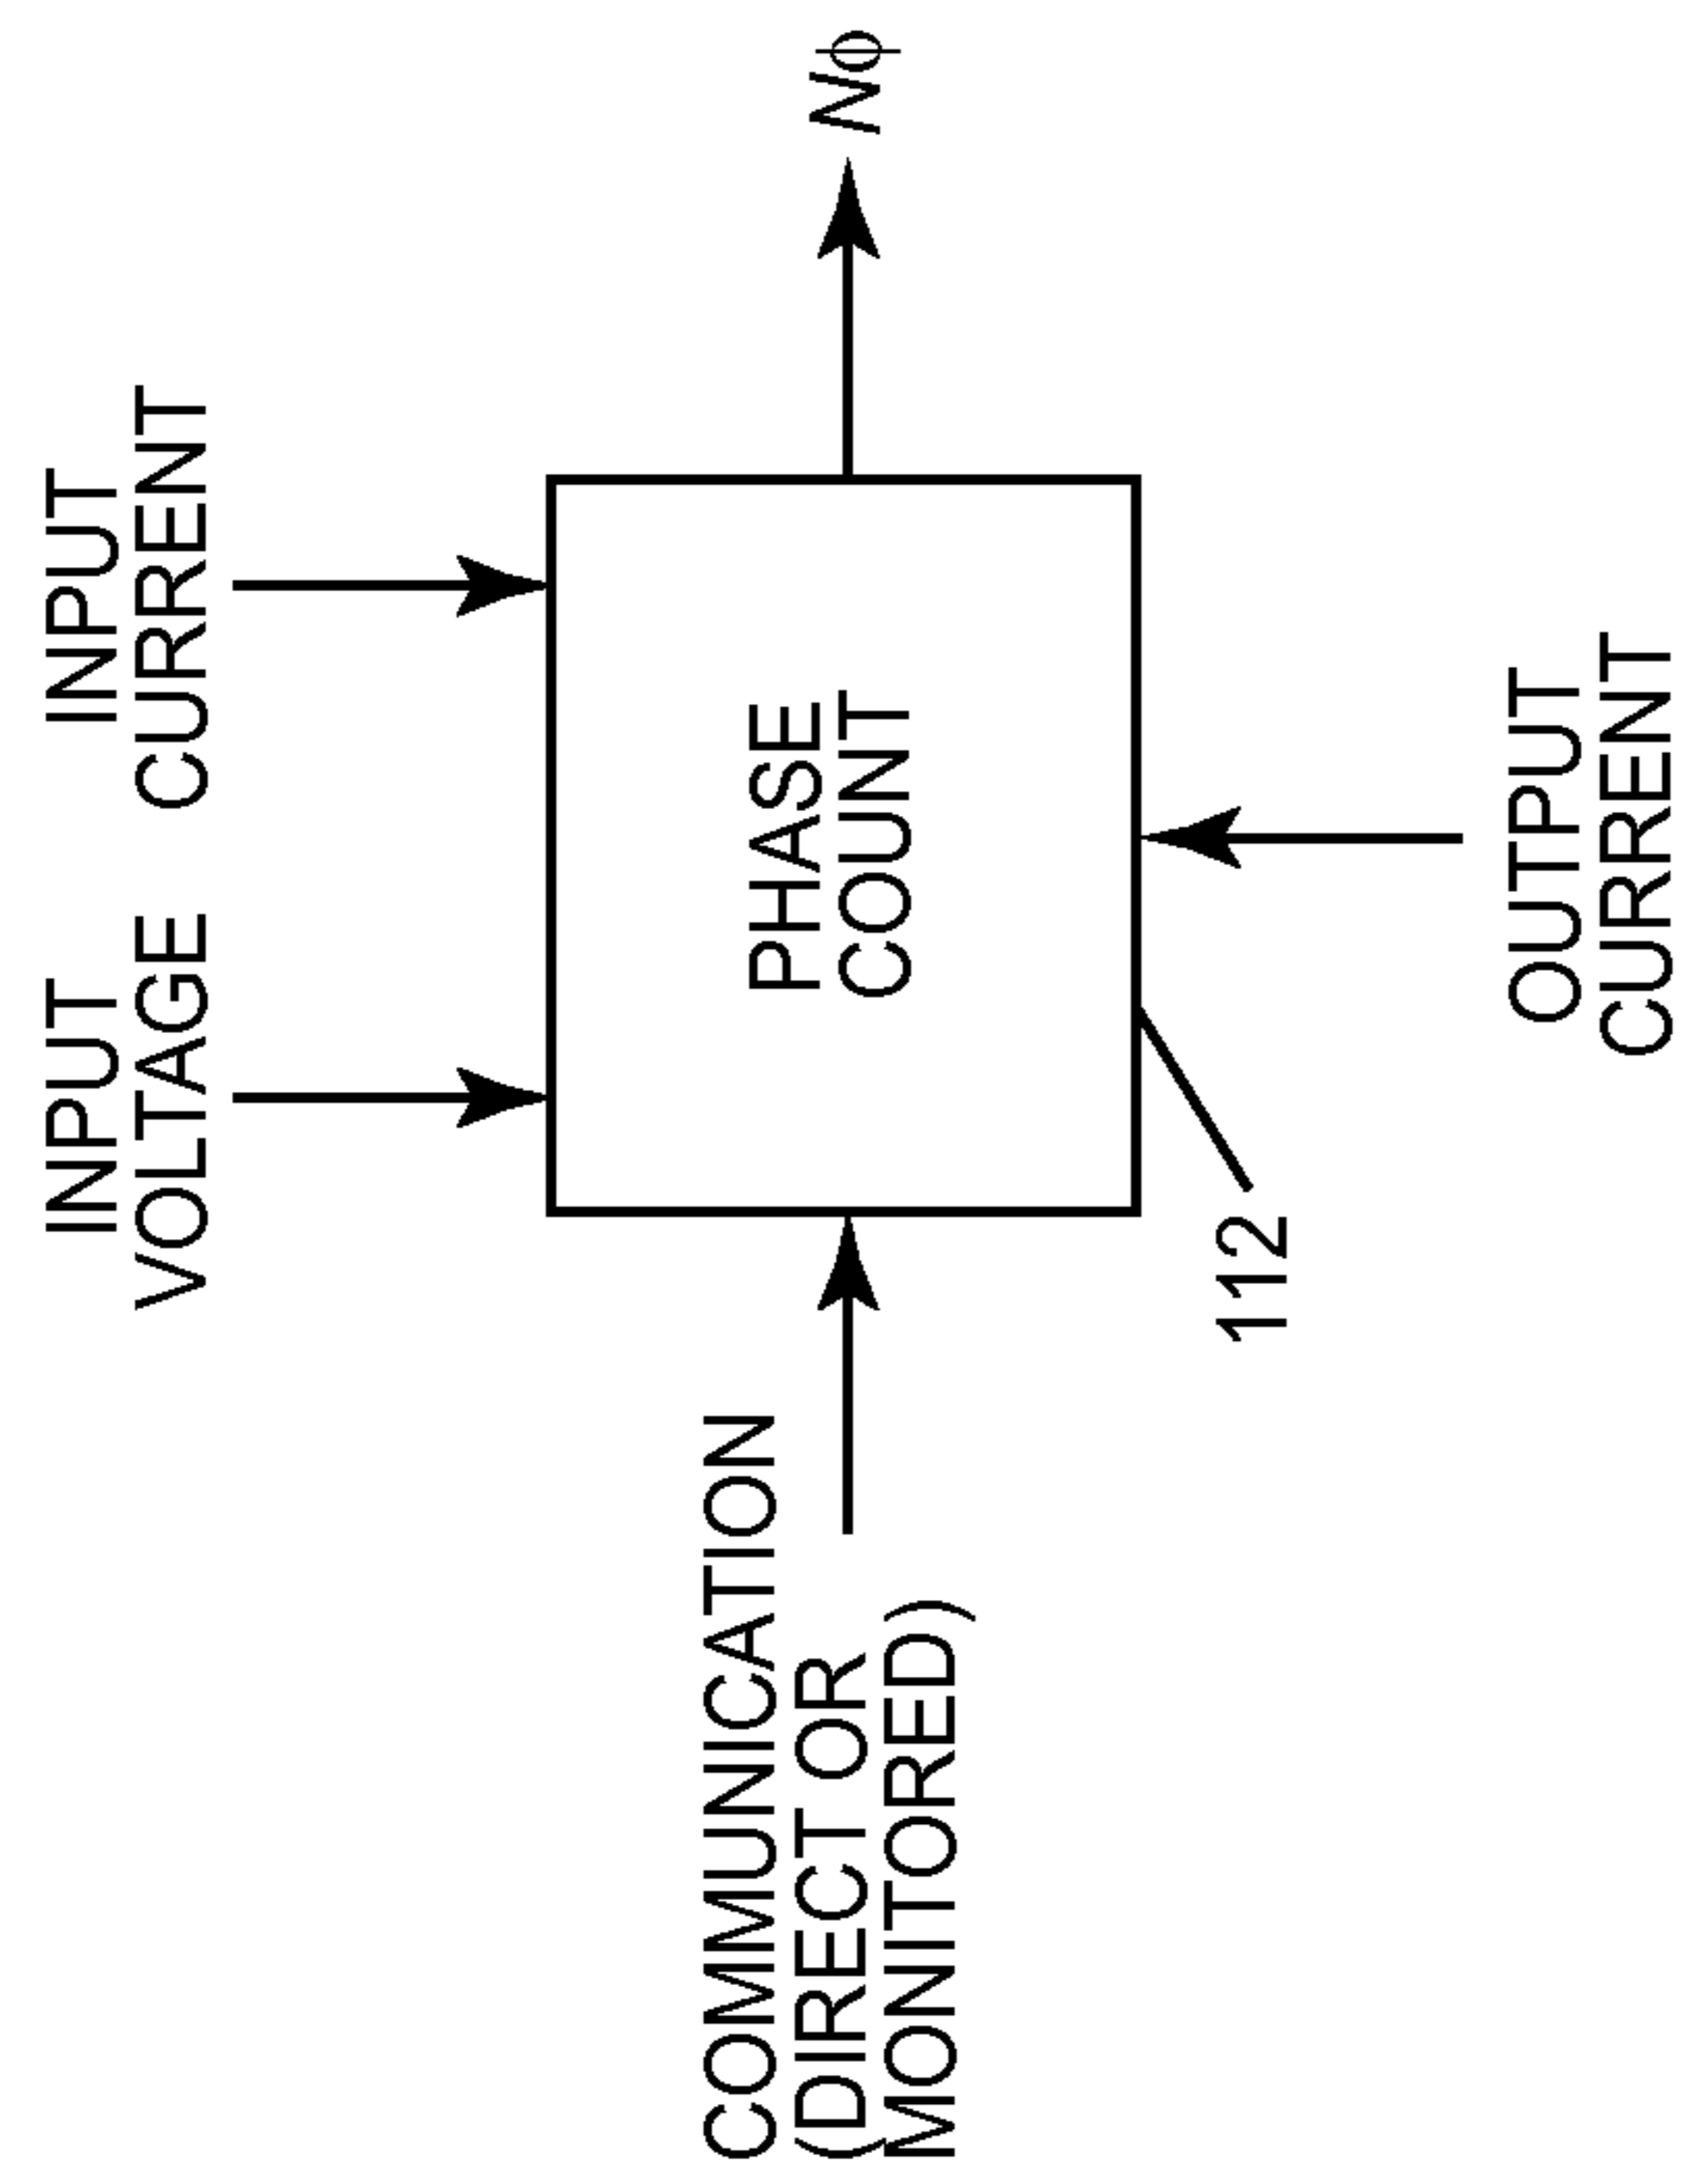 INPUT
VOLTAGE
INPUT
CURRENT
COMMUNICATION
(DIRECT OR
MONITORED)
PHASE
COUNT
Nϕ
112
OUTPUT
CURRENT